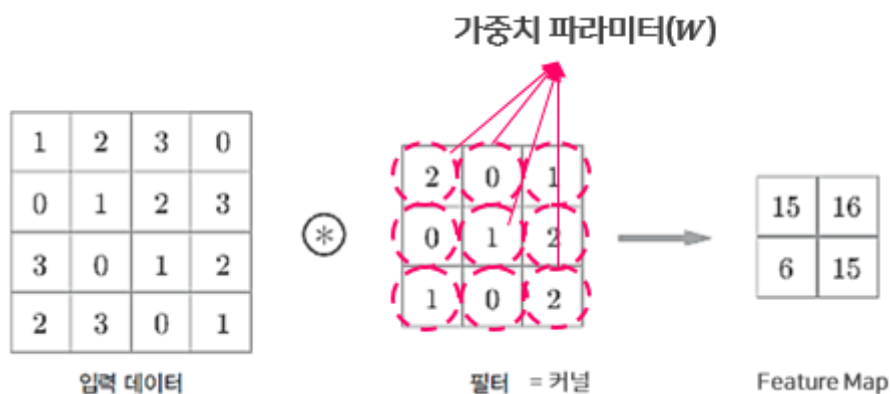 가중치 파라미터(W)
1 2 3 0
0 1 2 3
3 0 1 2
2 3 0 1
*
2 0 1
0 1 2
1 0 2
15 16
6 15
입력 데이터
필터 = 커널
Feature Map